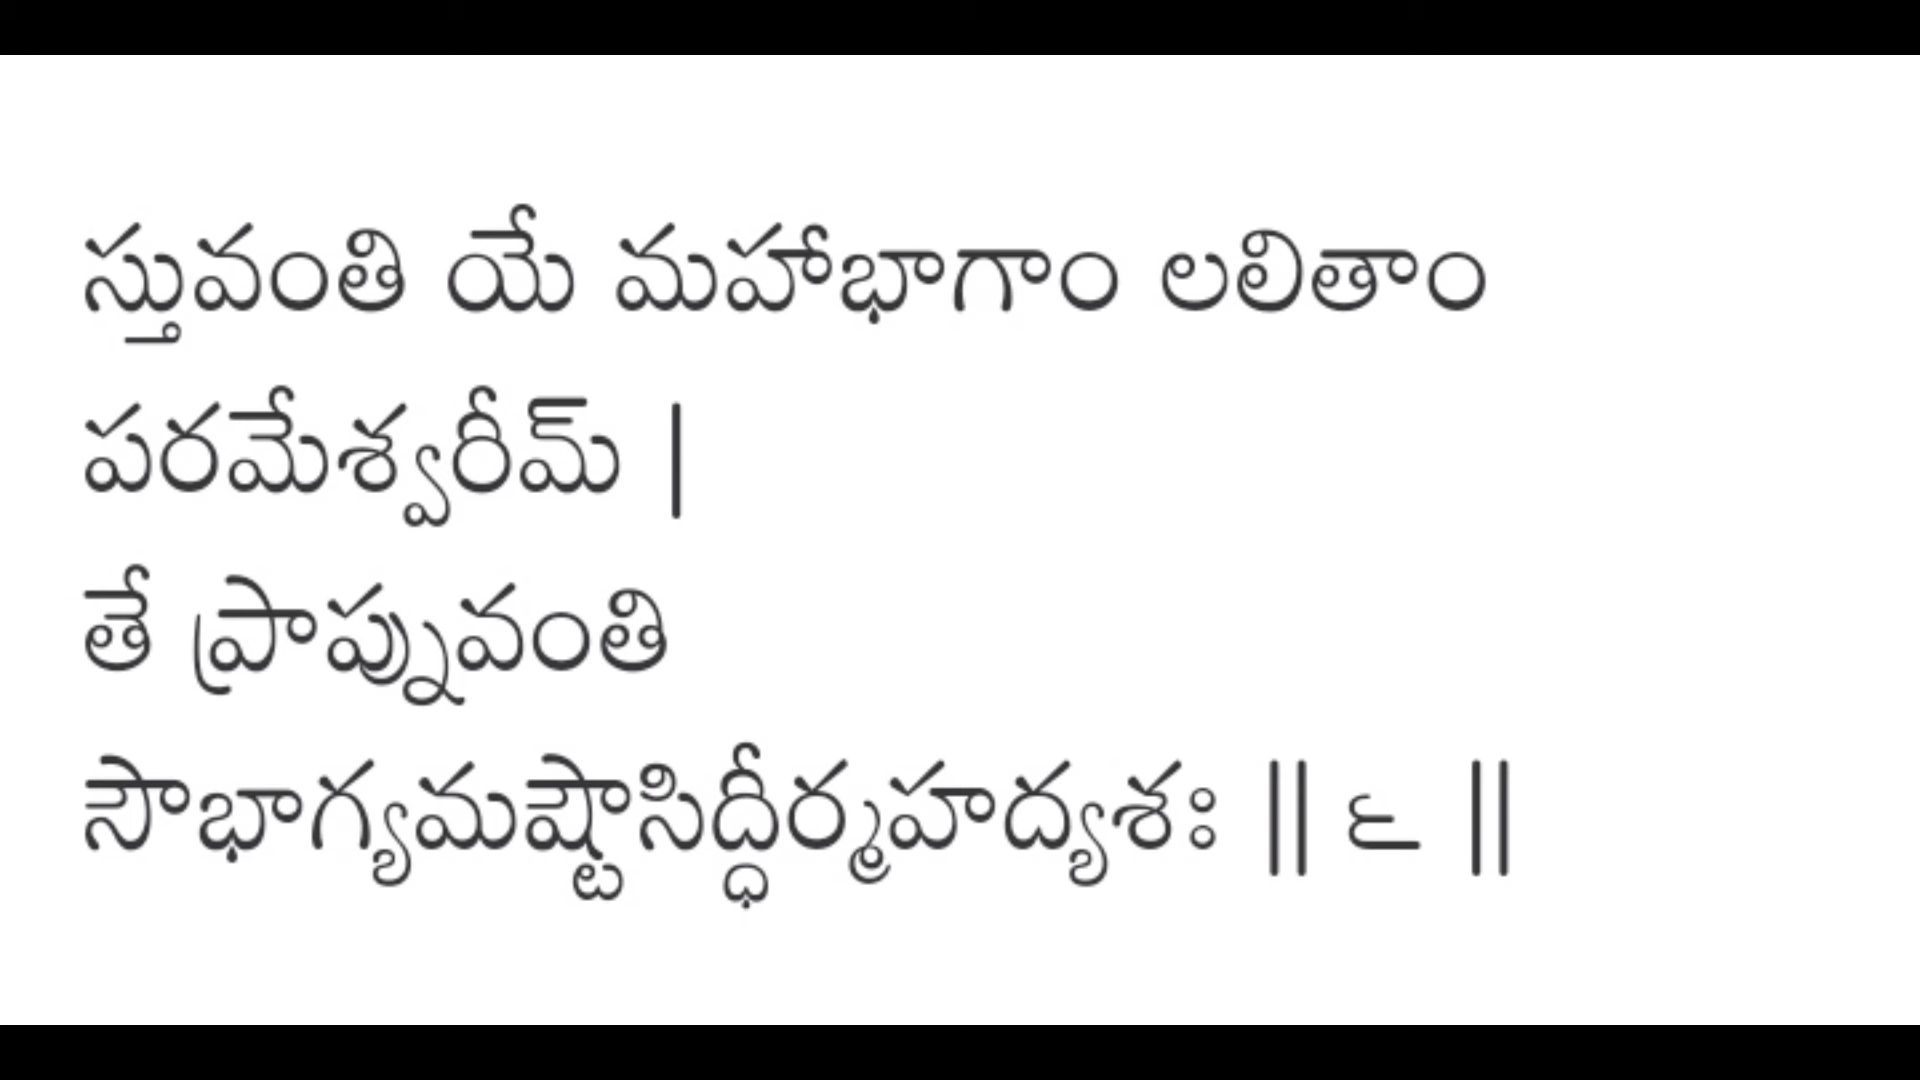 స్తువంతి యే మహాభాగాం లలితాం
పరమేశ్వరీమ్ |
తే ప్రాప్నువంతి
సౌభాగ్యమష్టౌసిద్ధీర్మహద్యశః || ౬ ||